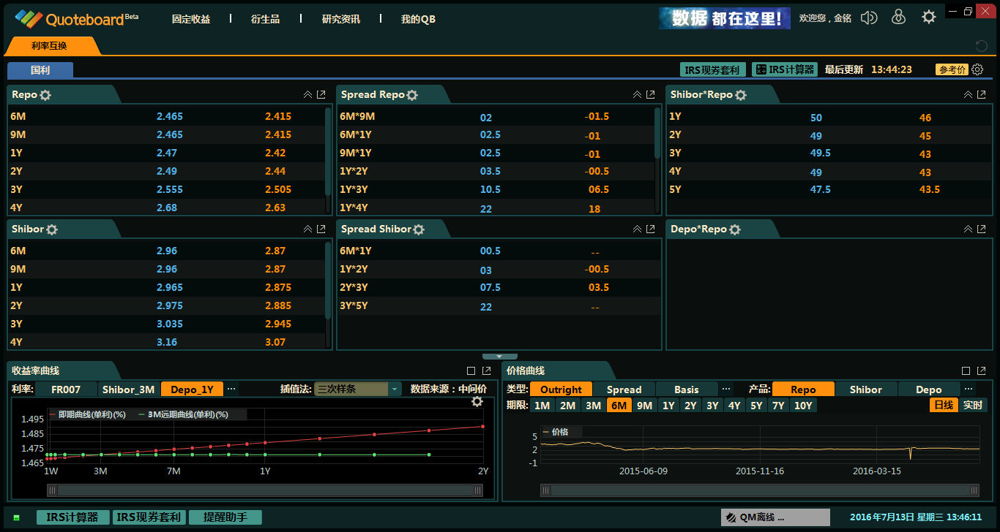 Quoteboard Beta 固定收益 衍生品 研究资讯 我的QB 数据 都在这里! 欢迎您，金铭
利率互换
国利 IRS现券套利 IRS计算器 最后更新 13:44:23 参考价
Repo
6M 2.465 2.415
9M 2.465 2.415
1Y 2.47 2.42
2Y 2.49 2.44
3Y 2.555 2.505
4Y 2.68 2.63
Spread Repo
6M*9M 02 -01.5
6M*1Y 02.5 -01
9M*1Y 02.5 -01
1Y*2Y 03.5 -00.5
1Y*3Y 10.5 06.5
1Y*4Y 22 18
Shibor*Repo
1Y 50 46
2Y 49 45
3Y 49.5 43
4Y 49 43
5Y 47.5 43.5
Shibor
6M 2.96 2.87
9M 2.96 2.87
1Y 2.965 2.875
2Y 2.975 2.885
3Y 3.035 2.945
4Y 3.16 3.07
Spread Shibor
6M*1Y 00.5 --
1Y*2Y 03 -00.5
2Y*3Y 07.5 03.5
3Y*5Y 22 --
Depo*Repo
收益率曲线
利率: FR007 Shibor_3M Depo_1Y ... 插值法: 三次样条 数据来源：中间价
即期曲线(单利)(%) 3M远期曲线(单利)(%)
1.495
1.485
1.475
1.465
1W 3M 7M 1Y 2Y
价格曲线
类型: Outright Spread Basis ... 产品: Repo Shibor Depo ...
期限: 1M 2M 3M 6M 9M 1Y 2Y 3Y 4Y 5Y 7Y 10Y 日线 实时
价格
5
2
-1
2015-06-09 2015-11-16 2016-03-15
IRS计算器 IRS现券套利 提醒助手 QM离线 ... 2016年7月13日 星期三 13:46:11